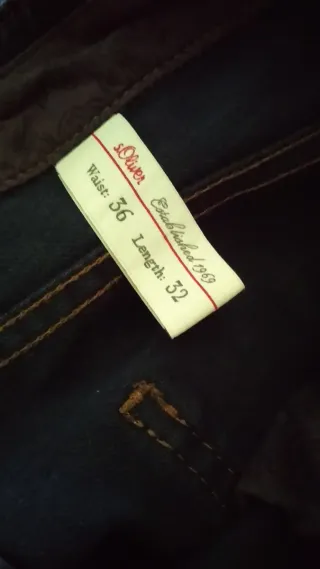 s.Oliver
Established 1969
Waist: 36 Length: 32